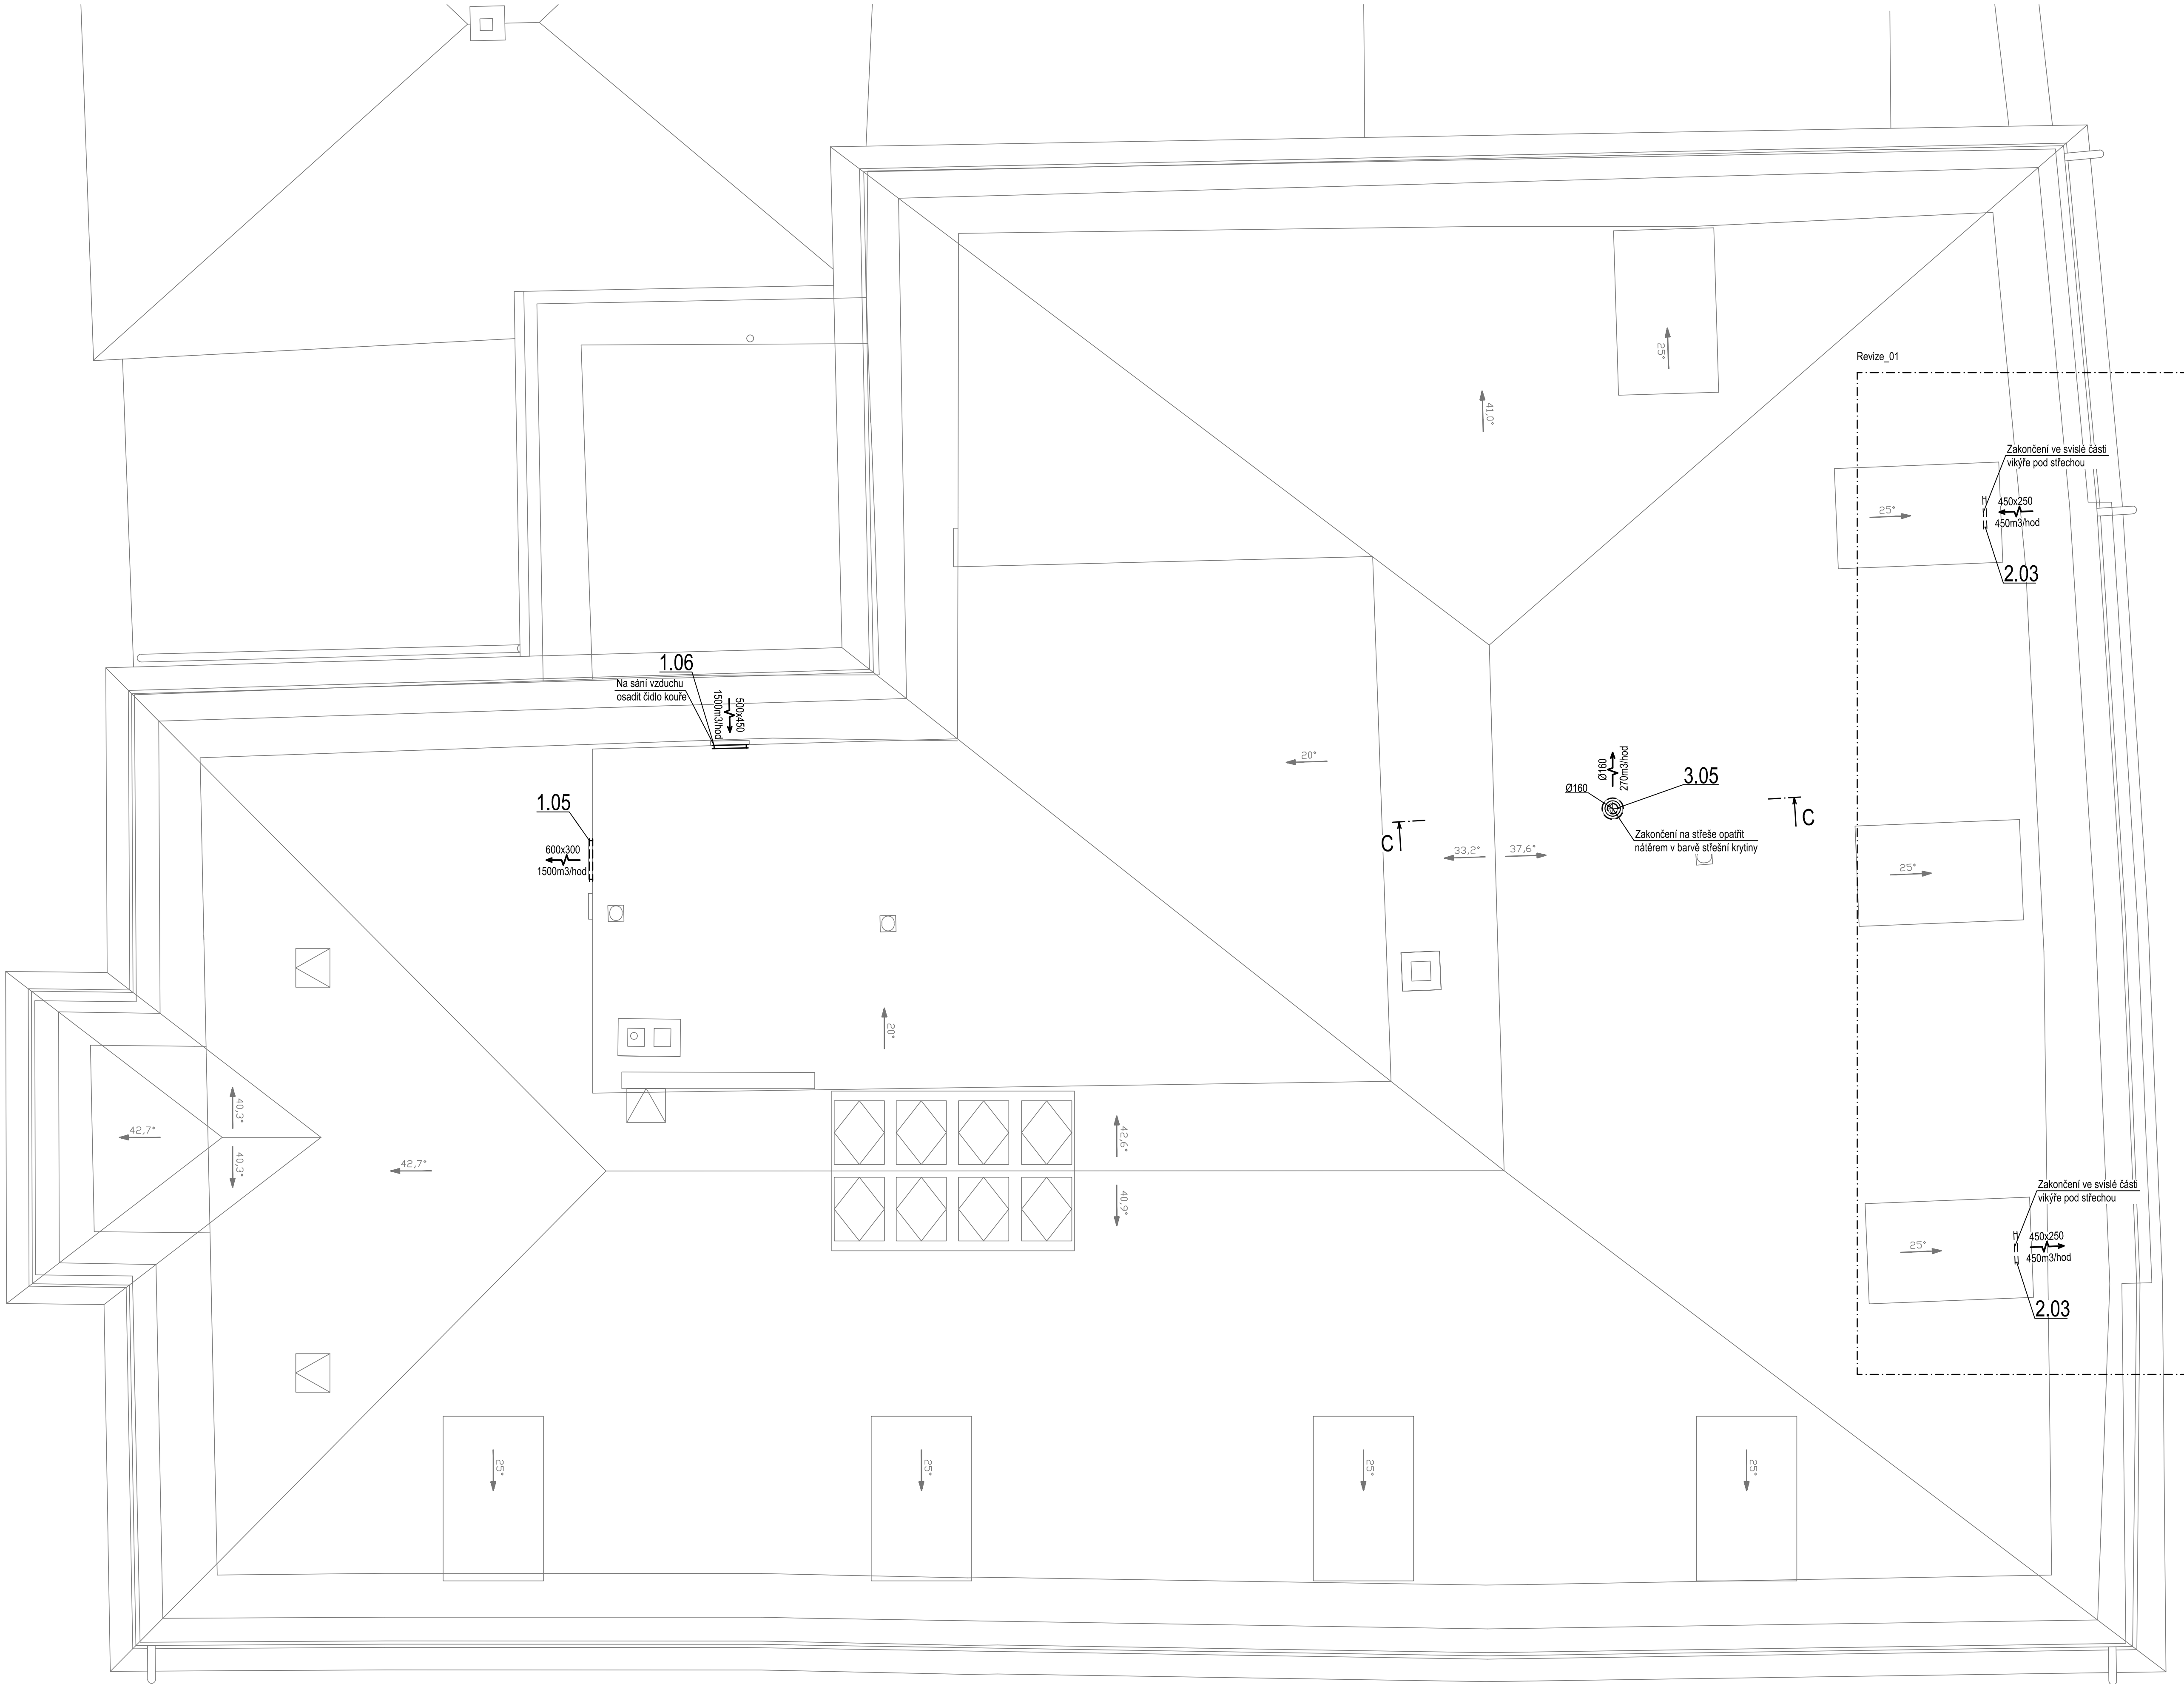 Revize_01
25°
41,0°
Zakončení ve svislé části
vikýře pod střechou
450x250
450m3/hod
25°
2.03
1.06
Na sání vzduchu
osadit čidlo kouře
500x450
1500m3/hod
20°
Ø160
270m3/hod
Ø160
3.05
Zakončení na střeše opatřit
nátěrem v barvě střešní krytiny
C
C
1.05
600x300
1500m3/hod
33,2°
37,6°
25°
20°
40,3°
42,7°
40,3°
42,7°
42,6°
40,9°
Zakončení ve svislé části
vikýře pod střechou
450x250
450m3/hod
25°
2.03
25°
25°
25°
25°